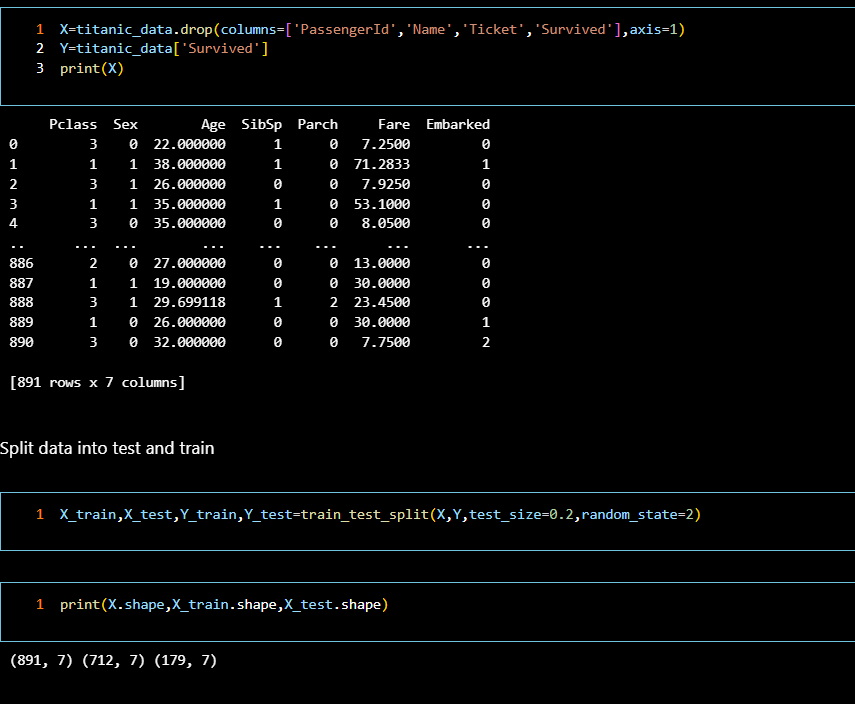 1 X=titanic_data.drop(columns=['PassengerId','Name','Ticket','Survived'],axis=1)
2 Y=titanic_data['Survived']
3 print(X)
Pclass Sex Age SibSp Parch Fare Embarked
0 3 0 22.000000 1 0 7.2500 0
1 1 1 38.000000 1 0 71.2833 1
2 3 1 26.000000 0 0 7.9250 0
3 1 1 35.000000 1 0 53.1000 0
4 3 0 35.000000 0 0 8.0500 0
.. ... ... ... ... ... ... ...
886 2 0 27.000000 0 0 13.0000 0
887 1 1 19.000000 0 0 30.0000 0
888 3 1 29.699118 1 2 23.4500 0
889 1 0 26.000000 0 0 30.0000 1
890 3 0 32.000000 0 0 7.7500 2
[891 rows x 7 columns]
Split data into test and train
1 X_train,X_test,Y_train,Y_test=train_test_split(X,Y,test_size=0.2,random_state=2)
1 print(X.shape,X_train.shape,X_test.shape)
(891, 7) (712, 7) (179, 7)